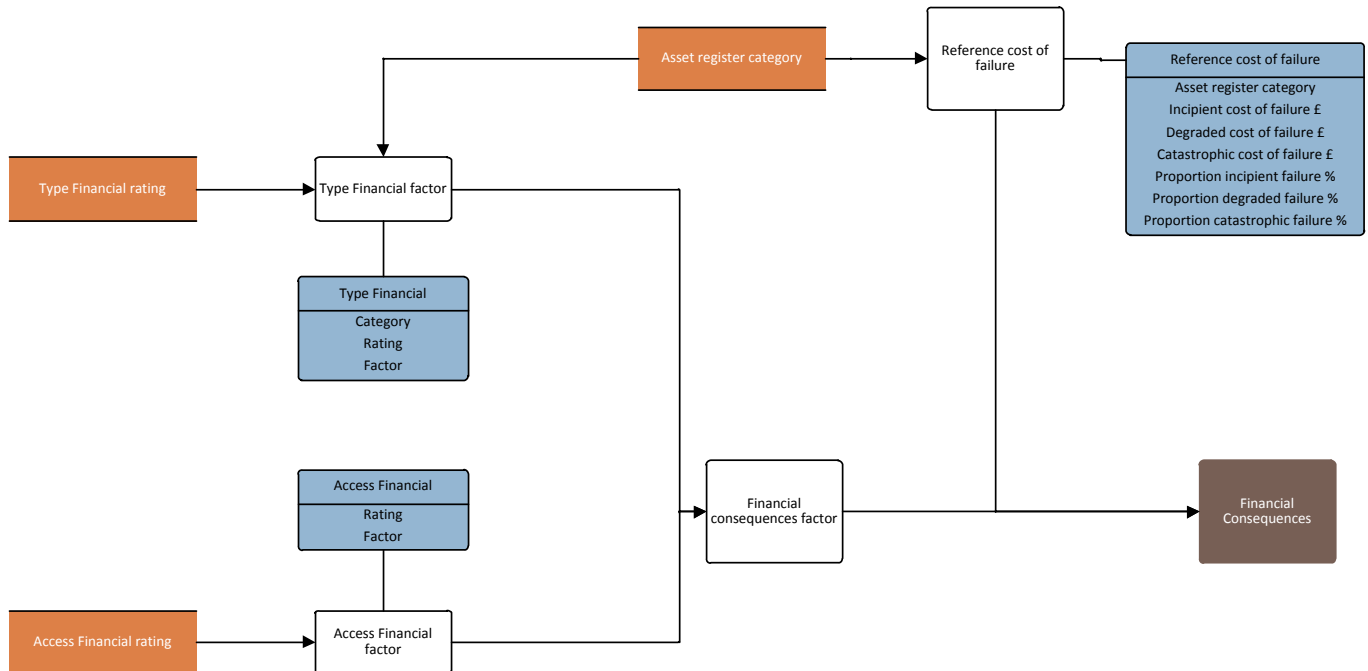 Asset register category
Reference cost of
failure
Reference cost of failure
Asset register category
Incipient cost of failure £
Degraded cost of failure £
Catastrophic cost of failure £
Proportion incipient failure %
Proportion degraded failure %
Proportion catastrophic failure %
Type Financial rating
Type Financial factor
Type Financial
Category
Rating
Factor
Access Financial
Rating
Factor
Financial
consequences factor
Financial
Consequences
Access Financial rating
Access Financial
factor